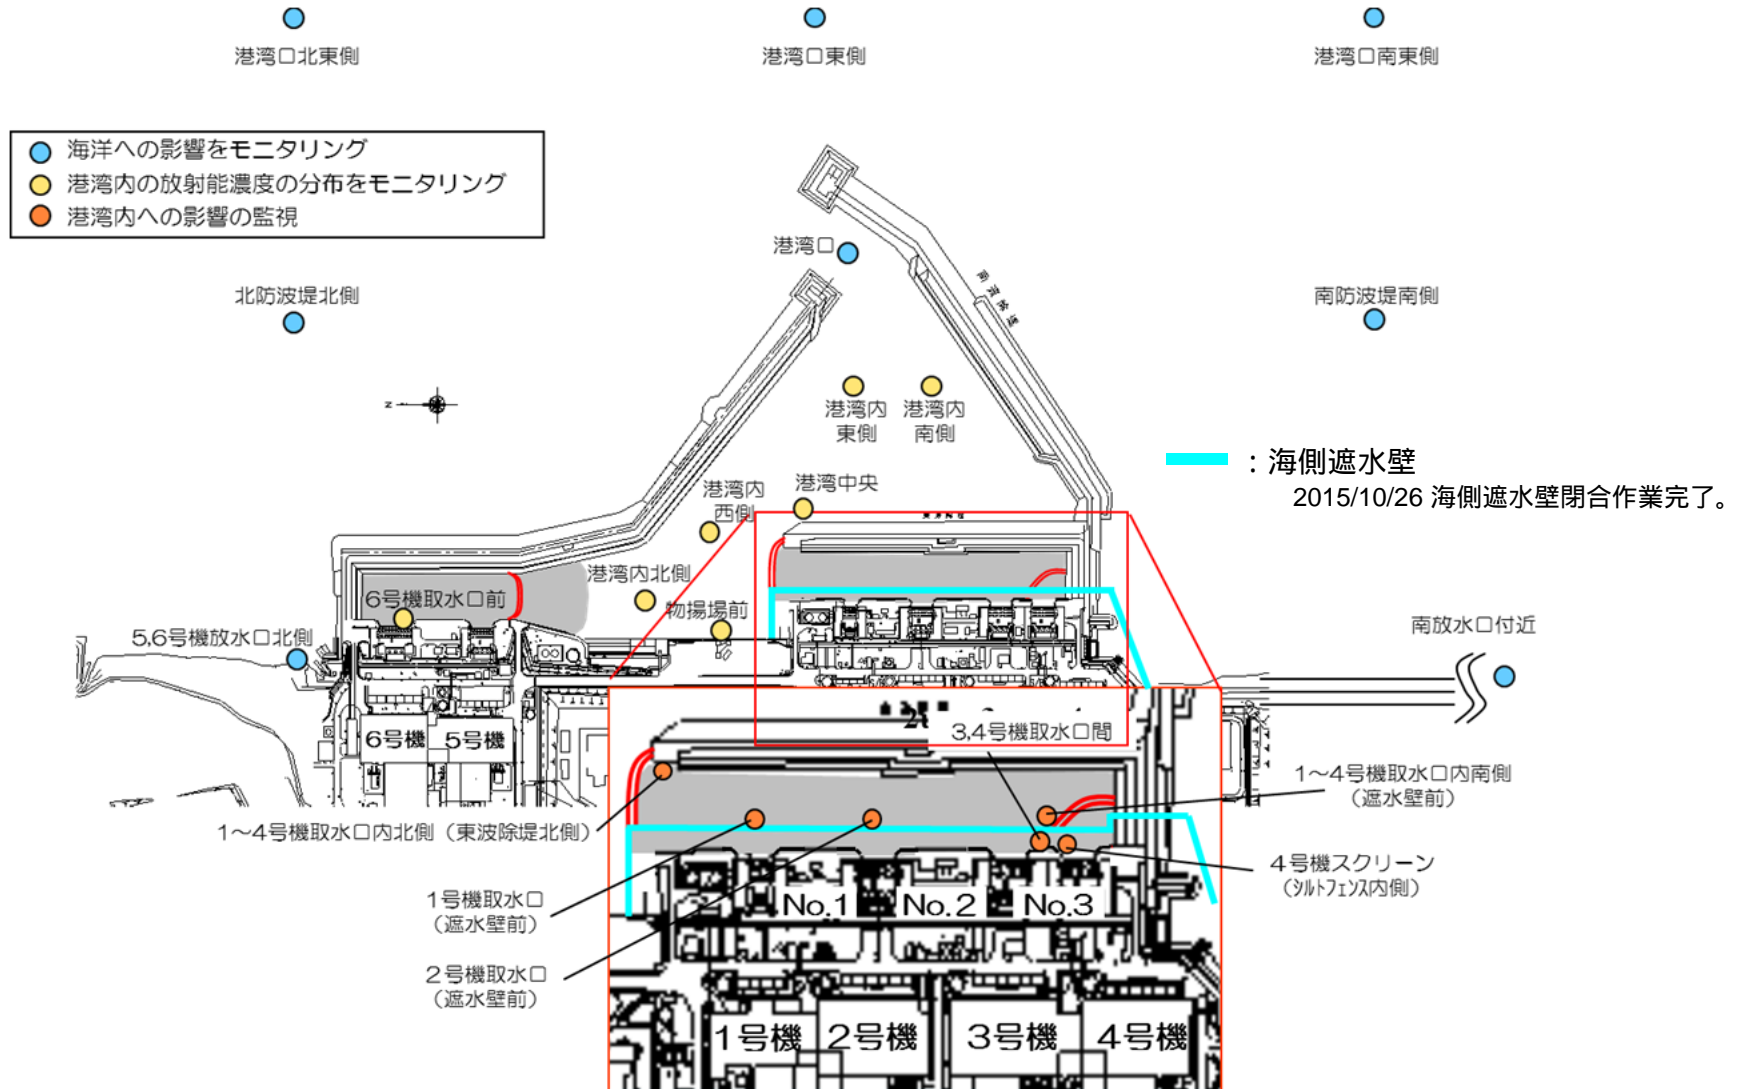 港湾口北東側
港湾口東側
港湾口南東側
海洋への影響をモニタリング
港湾内の放射能濃度の分布をモニタリング
港湾内への影響の監視
港湾口
北防波堤北側
南防波堤南側
港湾内
東側
港湾内
南側
：海側遮水壁
2015/10/26 海側遮水壁閉合作業完了。
港湾内
西側
港湾中央
港湾内北側
6号機取水口前
物揚場前
5,6号機放水口北側
南放水口付近
6号機
5号機
3,4号機取水口間
1～4号機取水口内南側
（遮水壁前）
1～4号機取水口内北側（東波除堤北側）
4号機スクリーン
（シルトフェンス内側）
1号機取水口
（遮水壁前）
No.1
No.2
No.3
2号機取水口
（遮水壁前）
1号機
2号機
3号機
4号機